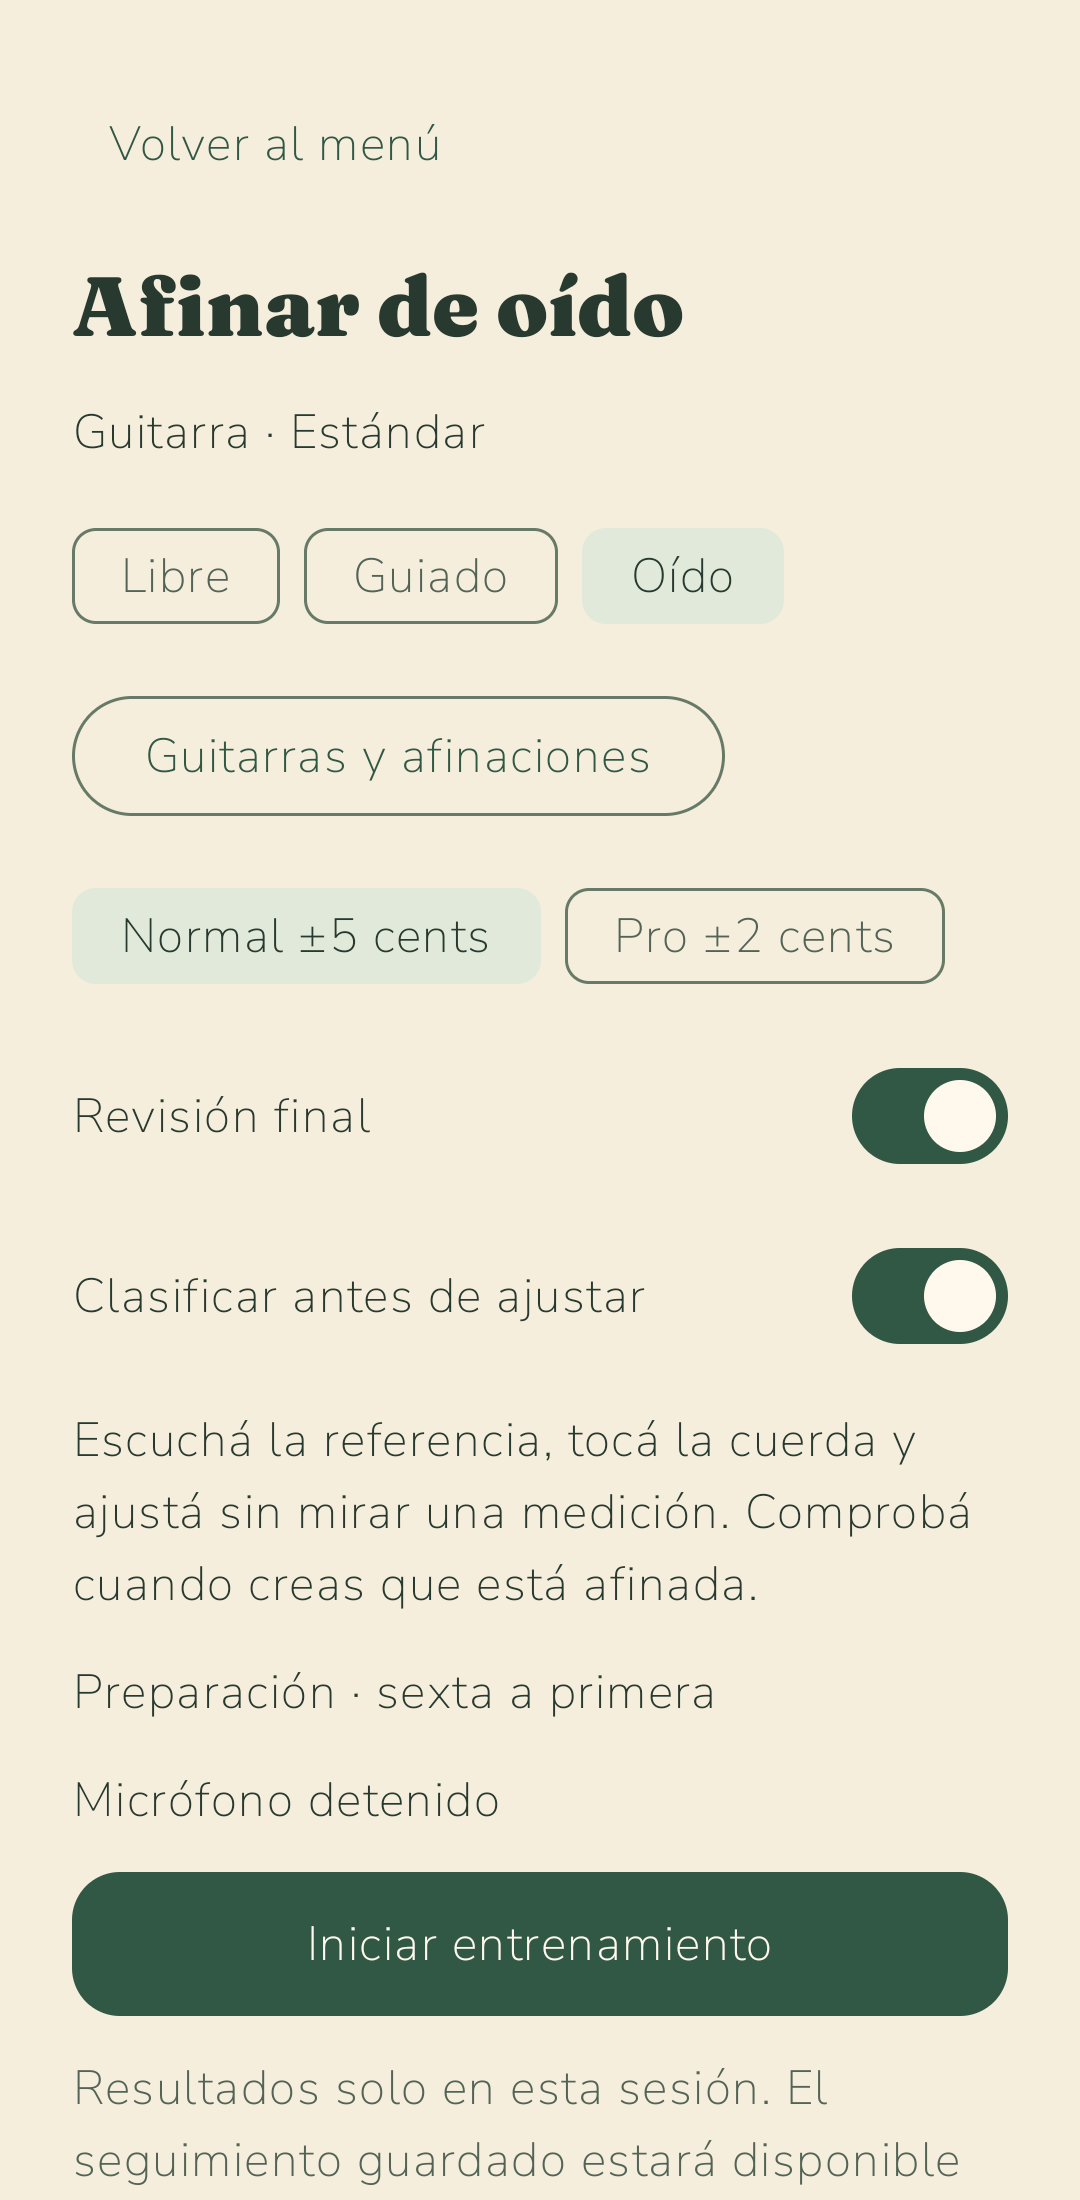 Volver al menú
Afinar de oído
Guitarra · Estándar
Libre
Guiado
Oído
Guitarras y afinaciones
Normal ±5 cents
Pro ±2 cents
Revisión final
Clasificar antes de ajustar
Escuchá la referencia, tocá la cuerda y
ajustá sin mirar una medición. Comprobá
cuando creas que está afinada.
Preparación · sexta a primera
Micrófono detenido
Iniciar entrenamiento
Resultados solo en esta sesión. El
seguimiento guardado estará disponible